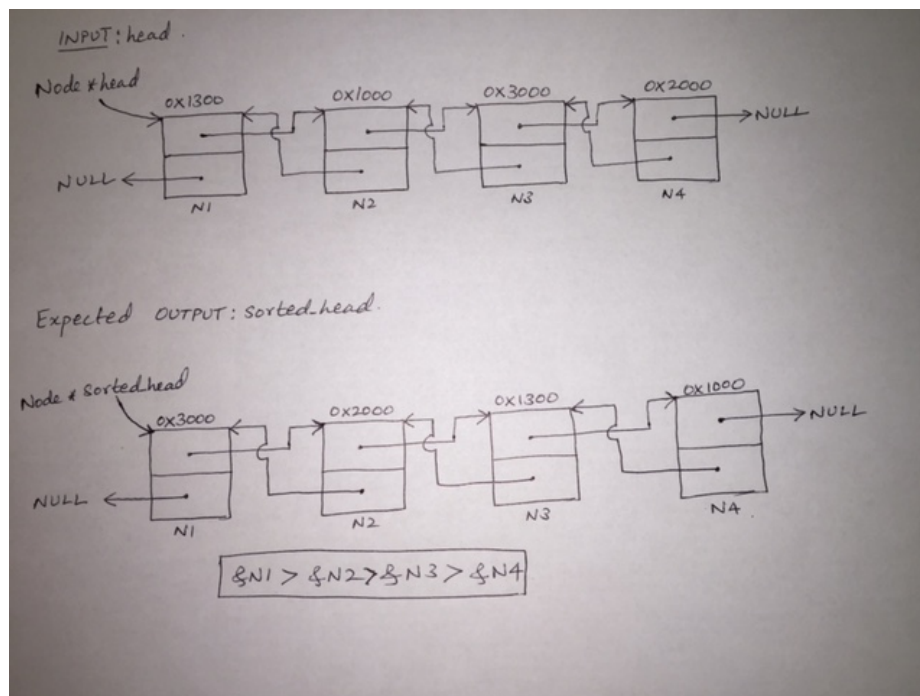 INPUT: head.
Node *head
0x1300 0x1000 0x3000 0x2000
NULL
NULL
N1 N2 N3 N4
Expected OUTPUT: sorted_head.
Node * sorted_head
0x3000 0x2000 0x1300 0x1000
NULL
NULL
N1 N2 N3 N4
&N1 > &N2 > &N3 > &N4